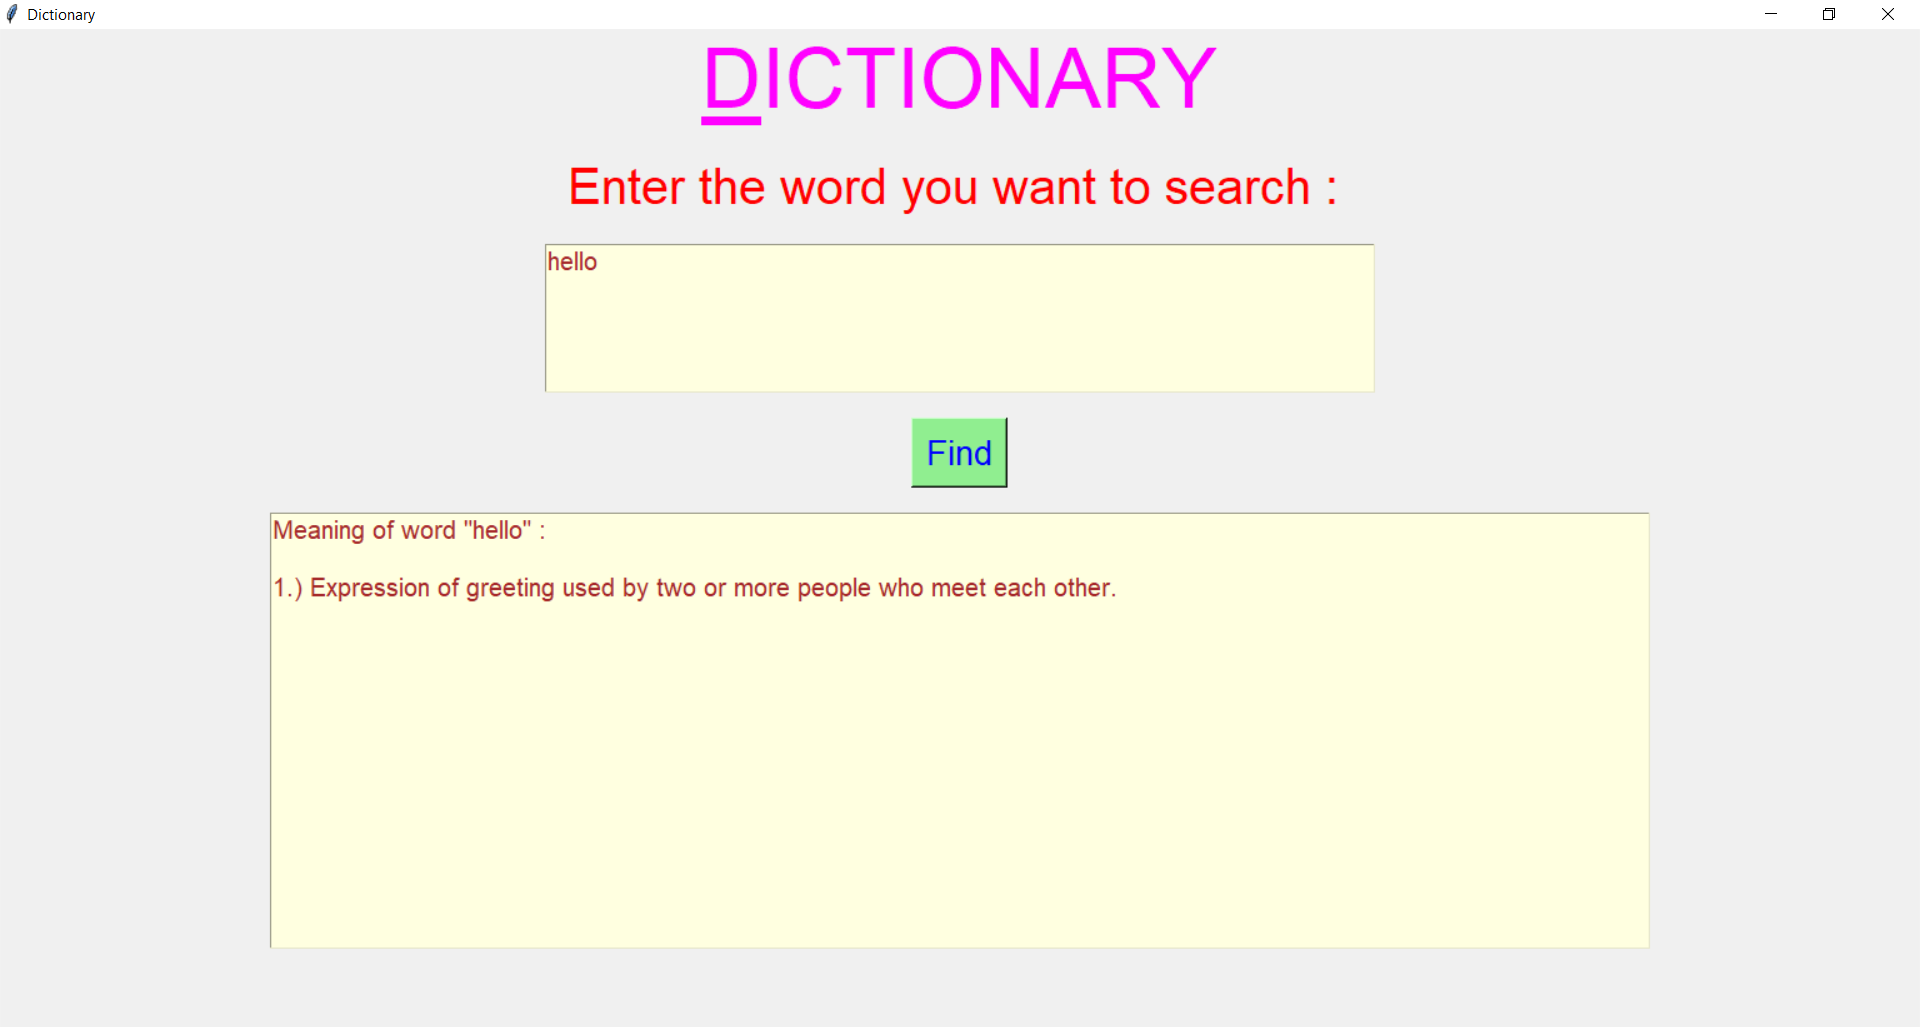 Dictionary
DICTIONARY
Enter the word you want to search :
hello
Find
Meaning of word "hello" :
1.) Expression of greeting used by two or more people who meet each other.